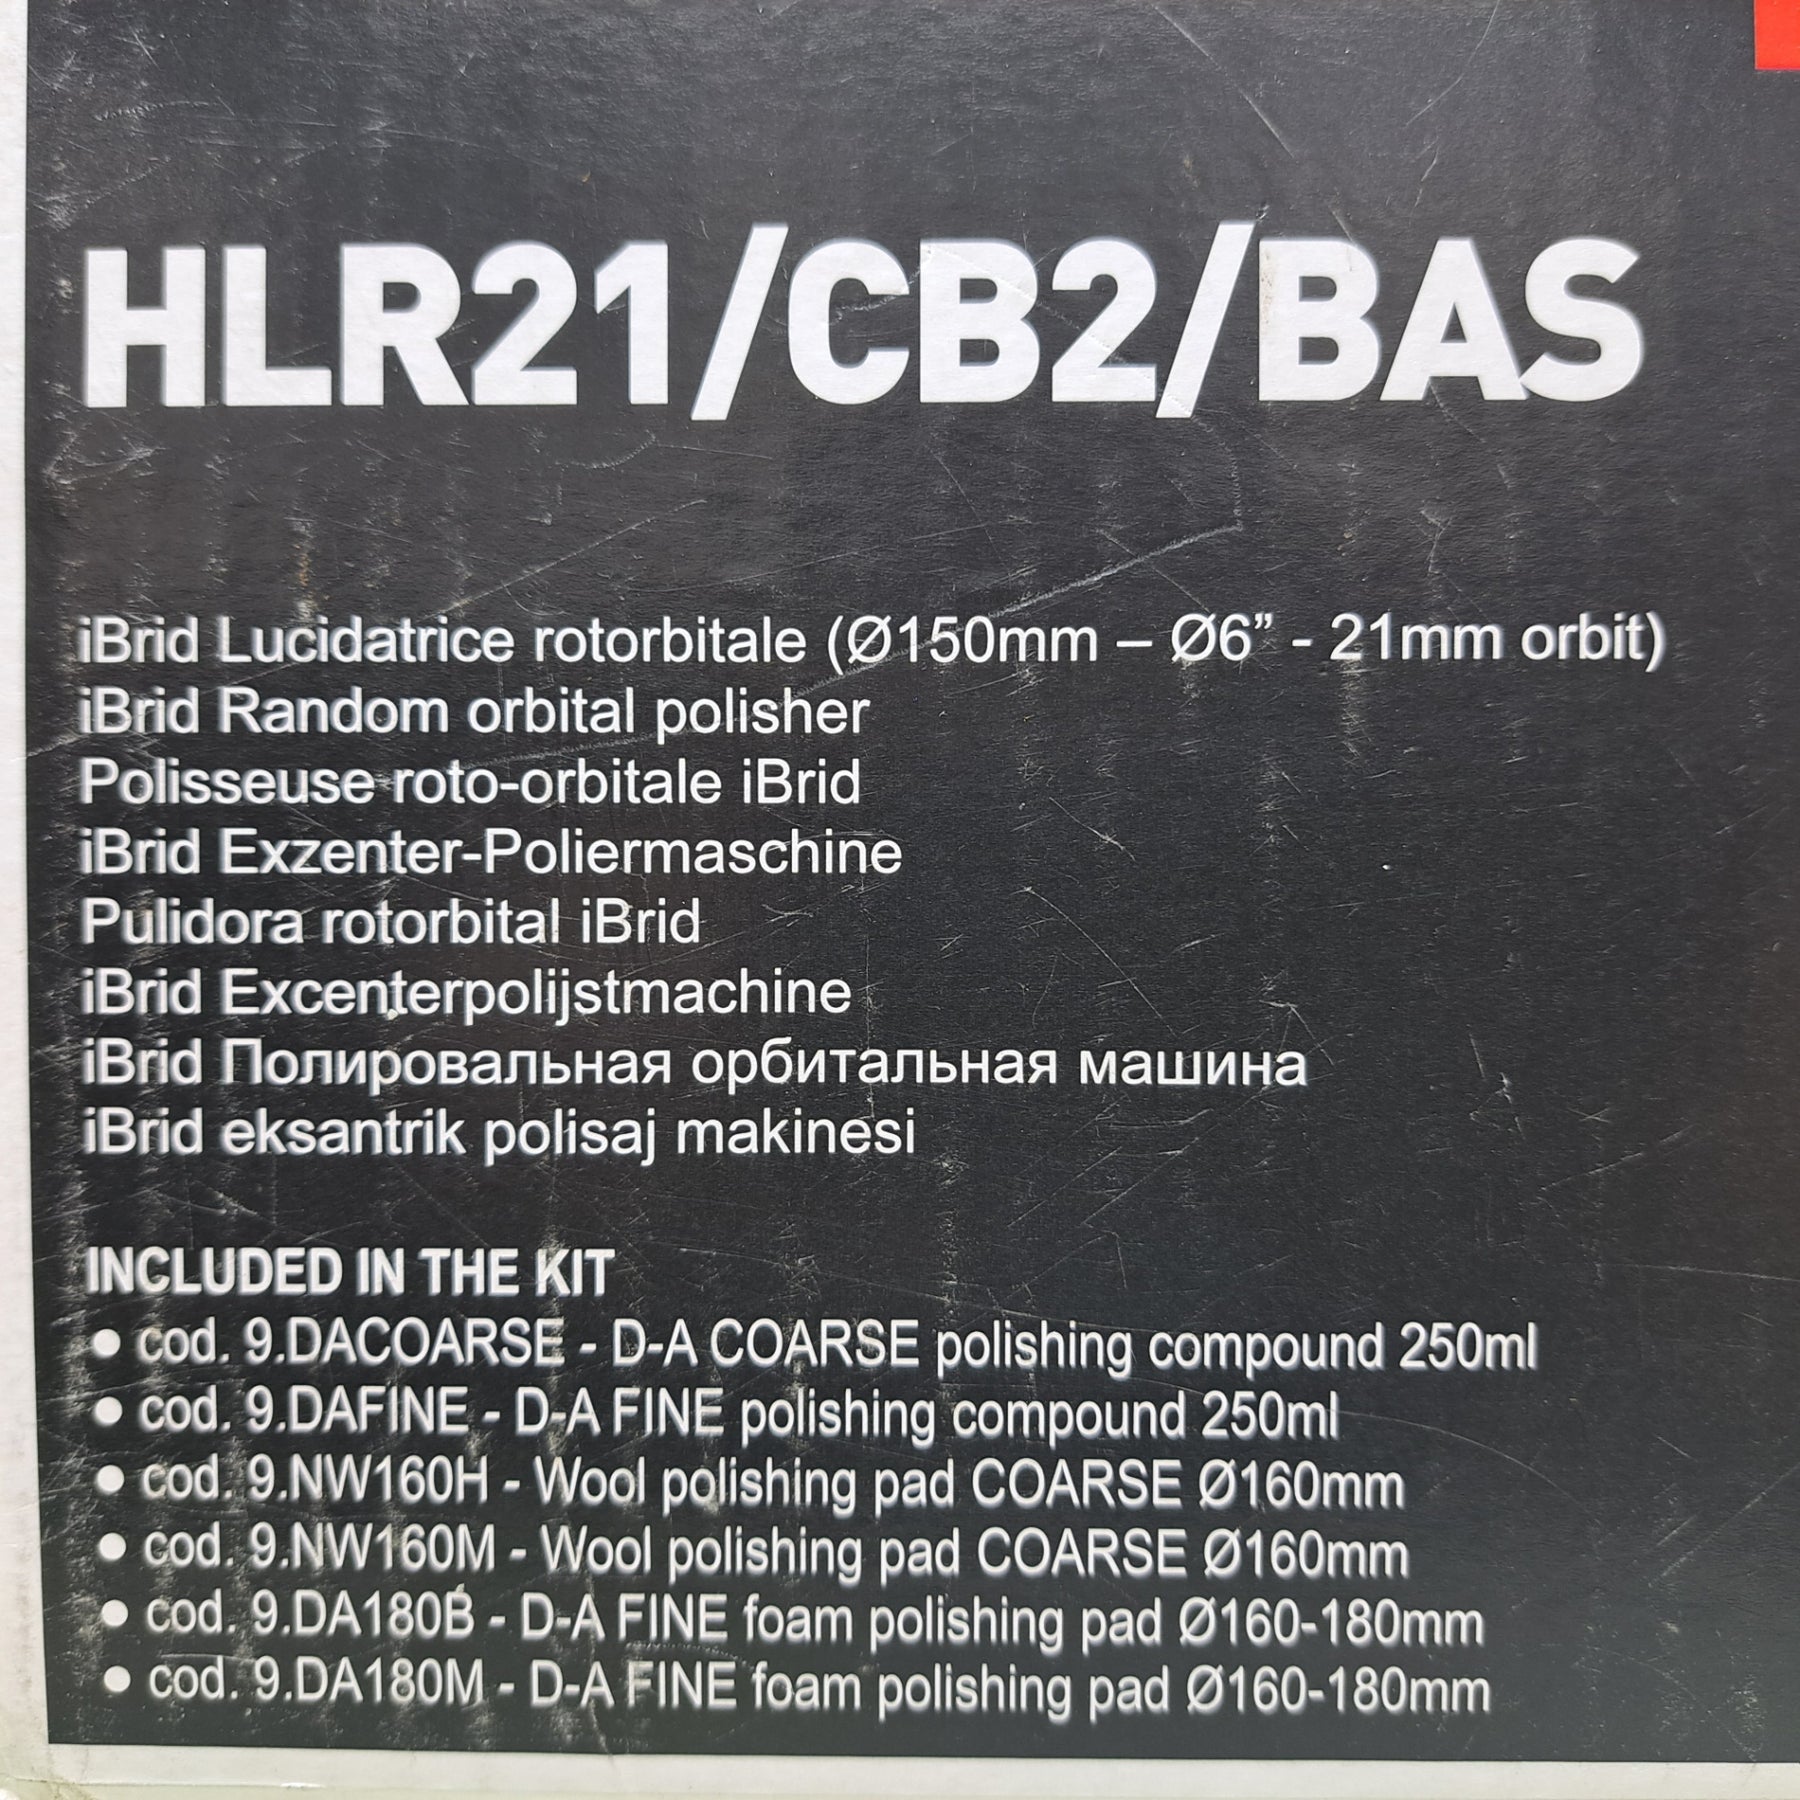 HLR21/CB2/BAS
iBrid Lucidatrice rotorbitale (Ø150mm – Ø6” - 21mm orbit)
iBrid Random orbital polisher
Polisseuse roto-orbitale iBrid
iBrid Exzenter-Poliermaschine
Pulidora rotorbital iBrid
iBrid Excenterpolijstmachine
iBrid Полировальная орбитальная машина
iBrid eksantrik polisaj makinesi
INCLUDED IN THE KIT
• cod. 9.DACOARSE - D-A COARSE polishing compound 250ml
• cod. 9.DAFINE - D-A FINE polishing compound 250ml
• cod. 9.NW160H - Wool polishing pad COARSE Ø160mm
• cod. 9.NW160M - Wool polishing pad COARSE Ø160mm
• cod. 9.DA180B - D-A FINE foam polishing pad Ø160-180mm
• cod. 9.DA180M - D-A FINE foam polishing pad Ø160-180mm